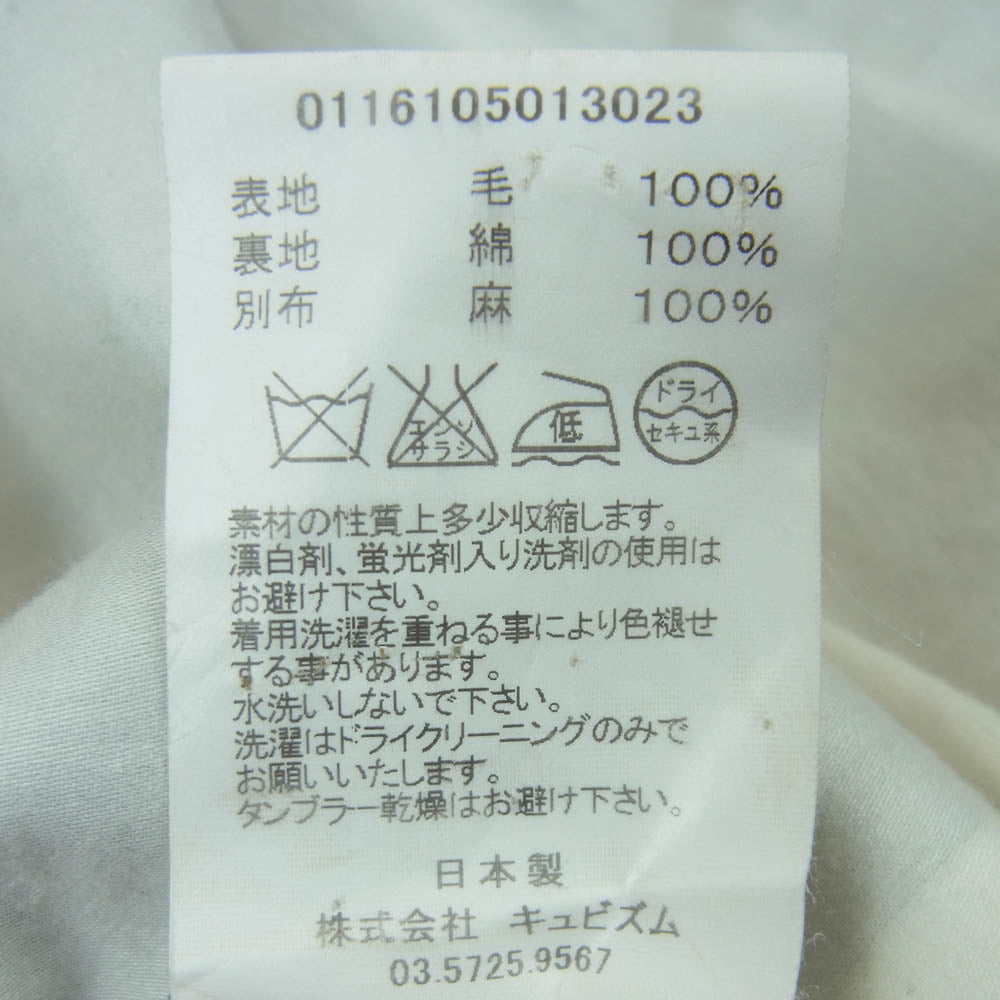 0116105013023
表地 毛 100%
裏地 綿 100%
別布 麻 100%
エンソ サラシ
低
ドライ
セキユ系
素材の性質上多少収縮します。
漂白剤、蛍光剤入り洗剤の使用は
お避け下さい。
着用洗濯を重ねる事により色褪せ
する事があります。
水洗いしないで下さい。
洗濯はドライクリーニングのみで
お願いいたします。
タンブラー乾燥はお避け下さい。
日本製
株式会社 キュビズム
03.5725.9567